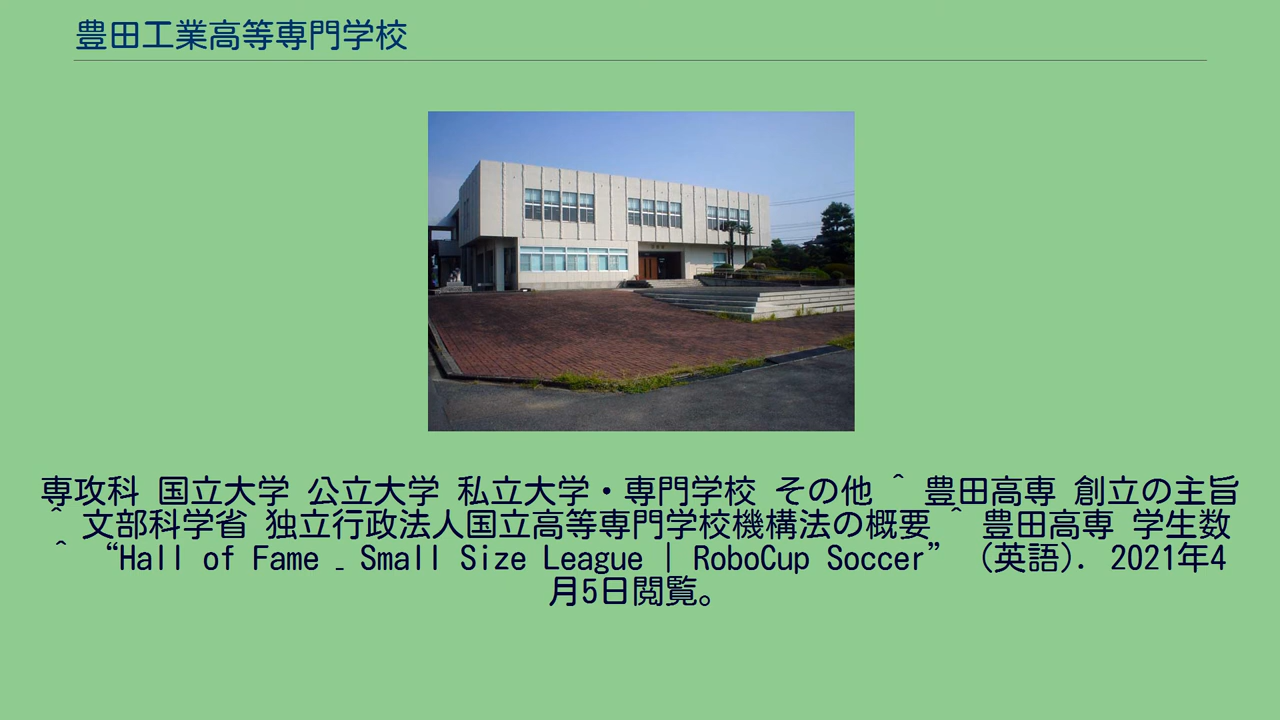 豊田工業高等専門学校
専攻科 国立大学 公立大学 私立大学・専門学校 その他 ^ 豊田高専 創立の主旨
^ 文部科学省 独立行政法人国立高等専門学校機構法の概要 ^ 豊田高専 学生数
^ “Hall of Fame – Small Size League | RoboCup Soccer” (英語). 2021年4
月5日閲覧。